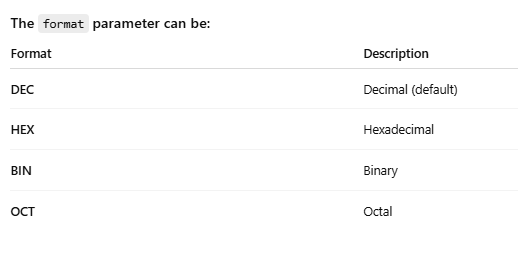 The format parameter can be:
Format Description
DEC Decimal (default)
HEX Hexadecimal
BIN Binary
OCT Octal